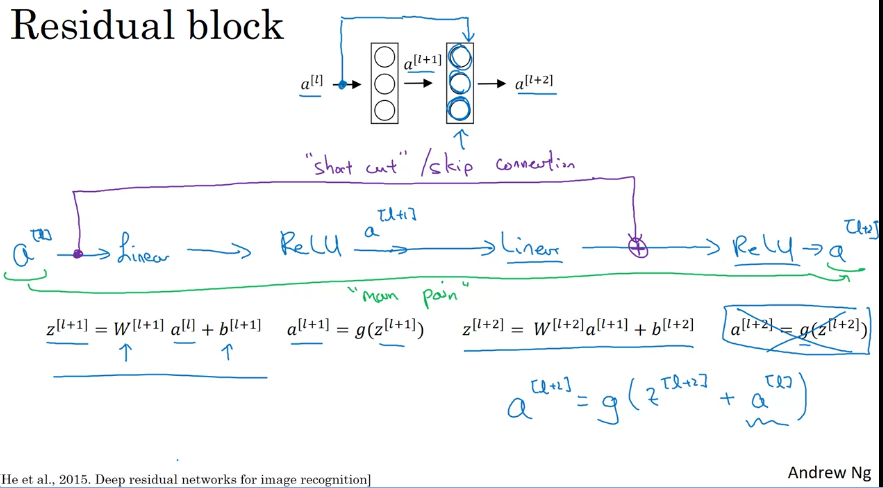 Residual block
a^[l] a^[l+1] a^[l+2]
"short cut" / skip connection
a^[l] Linear ReLU a^[l+1] Linear ReLU a^[l+2]
"main path"
z^[l+1] = W^[l+1] a^[l] + b^[l+1] a^[l+1] = g(z^[l+1]) z^[l+2] = W^[l+2] a^[l+1] + b^[l+2] a^[l+2] = g(z^[l+2])
a^[l+2] = g(z^[l+2] + a^[l])
[He et al., 2015. Deep residual networks for image recognition]
Andrew Ng